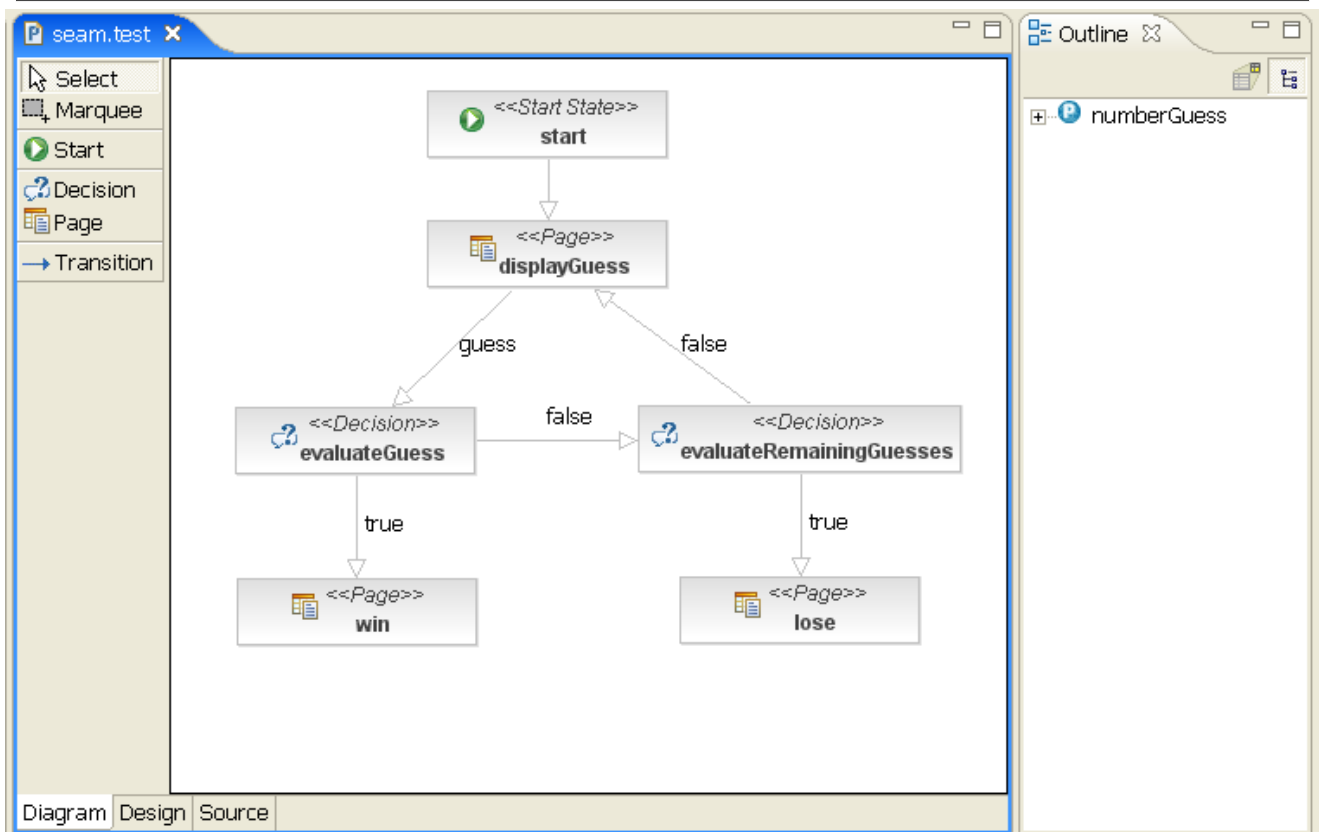 seam.test
Outline
Select
Marquee
Start
Decision
Page
Transition
<<Start State>>
start
<<Page>>
displayGuess
guess
false
<<Decision>>
evaluateGuess
false
<<Decision>>
evaluateRemainingGuesses
true
true
<<Page>>
win
<<Page>>
lose
numberGuess
Diagram Design Source